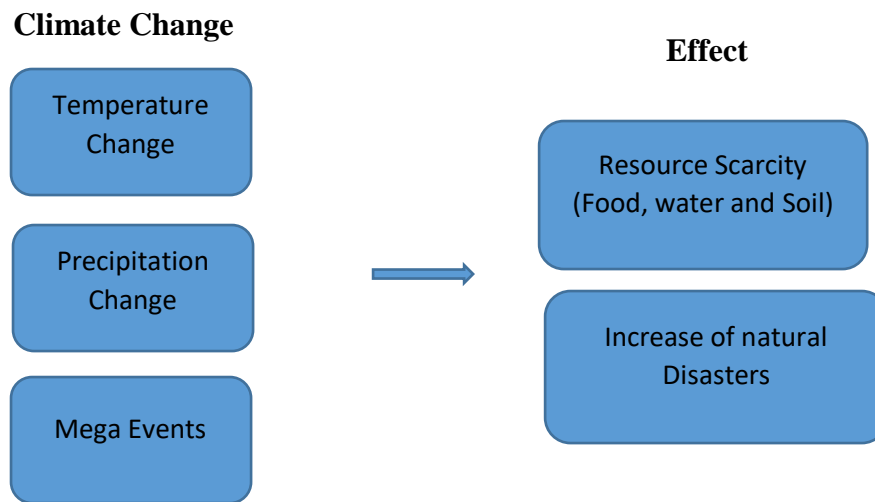 Climate Change
Temperature
Change
Precipitation
Change
Mega Events
Effect
Resource Scarcity
(Food, water and Soil)
Increase of natural
Disasters